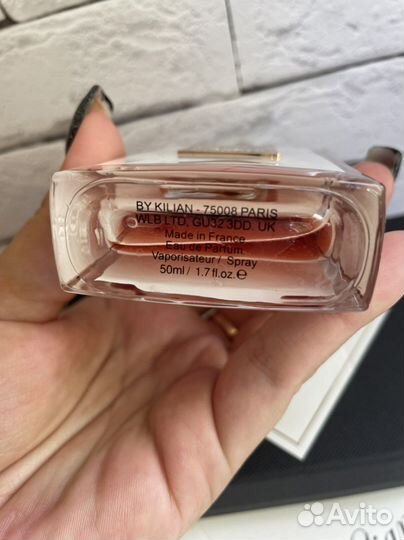 BY KILIAN - 75008 PARIS
WLB LTD, GU32 3DD. UK
Made in France
Eau de Parfum
Vaporisateur / Spray
50ml / 1.7 fl.oz. ℮
Avito